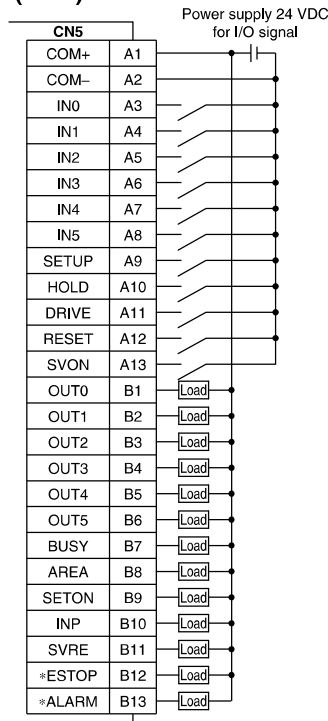 Power supply 24 VDC
for I/O signal
CN5
COM+ A1
COM– A2
IN0 A3
IN1 A4
IN2 A5
IN3 A6
IN4 A7
IN5 A8
SETUP A9
HOLD A10
DRIVE A11
RESET A12
SVON A13
OUT0 B1 Load
OUT1 B2 Load
OUT2 B3 Load
OUT3 B4 Load
OUT4 B5 Load
OUT5 B6 Load
BUSY B7 Load
AREA B8 Load
SETON B9 Load
INP B10 Load
SVRE B11 Load
*ESTOP B12 Load
*ALARM B13 Load